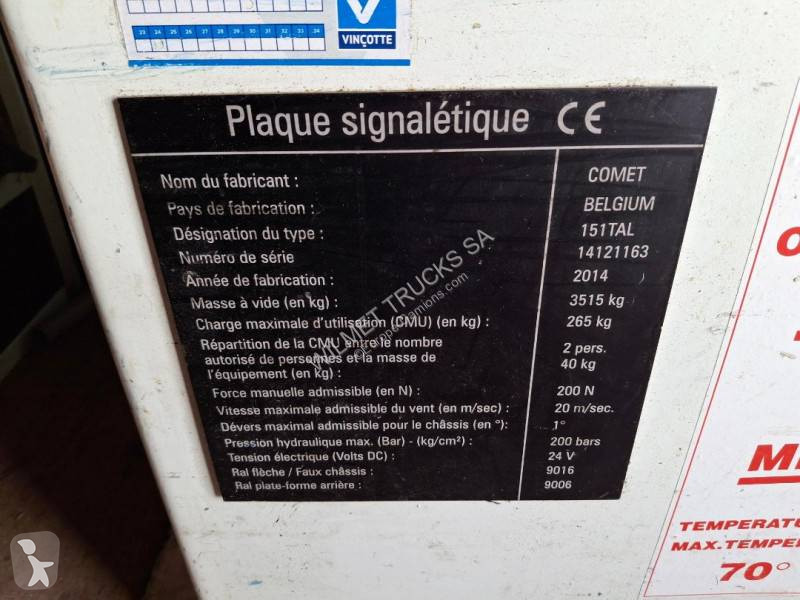 23 24 25 26 27 28 29 30 31 32 33 34
V
VINÇOTTE
Plaque signalétique CE
Nom du fabricant : COMET
Pays de fabrication : BELGIUM
Désignation du type : 151TAL
Numéro de série 14121163
Année de fabrication : 2014
Masse à vide (en kg) : 3515 kg
Charge maximale d'utilisation (CMU) (en kg) : 265 kg
Répartition de la CMU entre le nombre
autorisé de personnes et la masse de
l'équipement (en kg) :
2 pers.
40 kg
Force manuelle admissible (en N) : 200 N
Vitesse maximale admissible du vent (en m/sec) : 20 m/sec.
Dévers maximal admissible pour le châssis (en °): 1°
Pression hydraulique max. (Bar) - (kg/cm²) : 200 bars
Tension électrique (Volts DC) : 24 V
Ral flèche / Faux châssis : 9016
Ral plate-forme arrière : 9006
WILMET TRUCKS SA
@europe-camions.com
O
M
TEMPERATU
MAX.TEMPE
70°